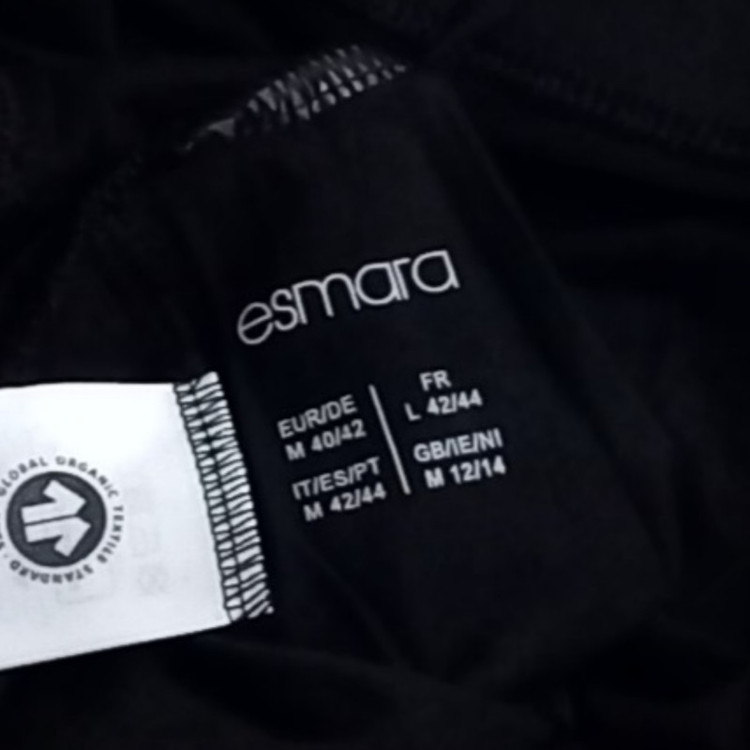 esmara
EUR/DE
M 40/42
IT/ES/PT
M 42/44
FR
L 42/44
GB/IE/NI
M 12/14
GLOBAL ORGANIC TEXTILE STANDARD